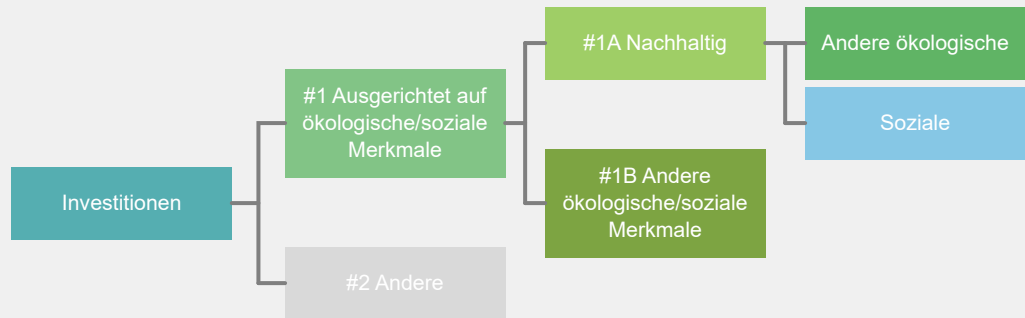 Investitionen
#1 Ausgerichtet auf
ökologische/soziale
Merkmale
#2 Andere
#1A Nachhaltig
#1B Andere
ökologische/soziale
Merkmale
Andere ökologische
Soziale